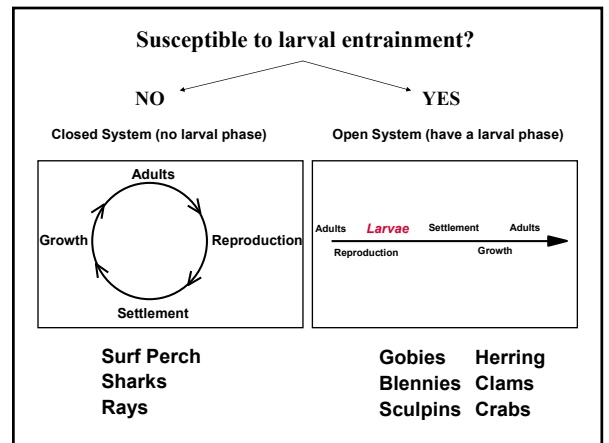 Susceptible to larval entrainment?
NO
Closed System (no larval phase)
Adults
Growth
Reproduction
Settlement
Surf Perch
Sharks
Rays
YES
Open System (have a larval phase)
Adults Larvae Settlement Adults
Reproduction Growth
Gobies Herring
Blennies Clams
Sculpins Crabs